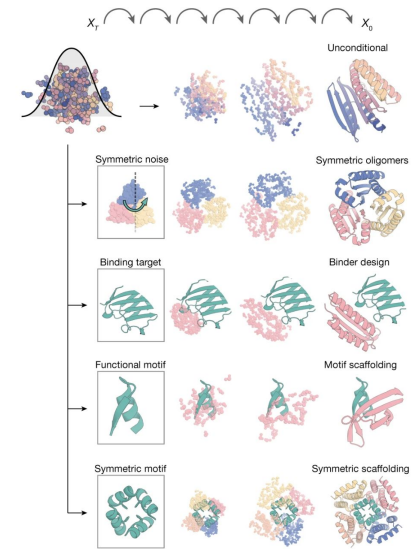 X_T X_0
Unconditional
Symmetric noise Symmetric oligomers
Binding target Binder design
Functional motif Motif scaffolding
Symmetric motif Symmetric scaffolding